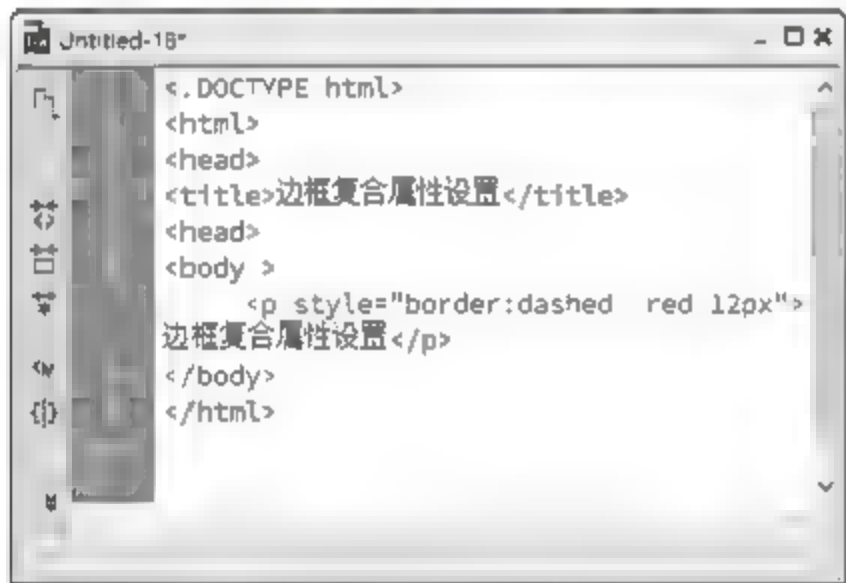 Untitled-18*
<.DOCTYPE html>
<html>
<head>
<title>边框复合属性设置</title>
<head>
<body >
<p style="border:dashed  red 12px">
边框复合属性设置</p>
</body>
</html>